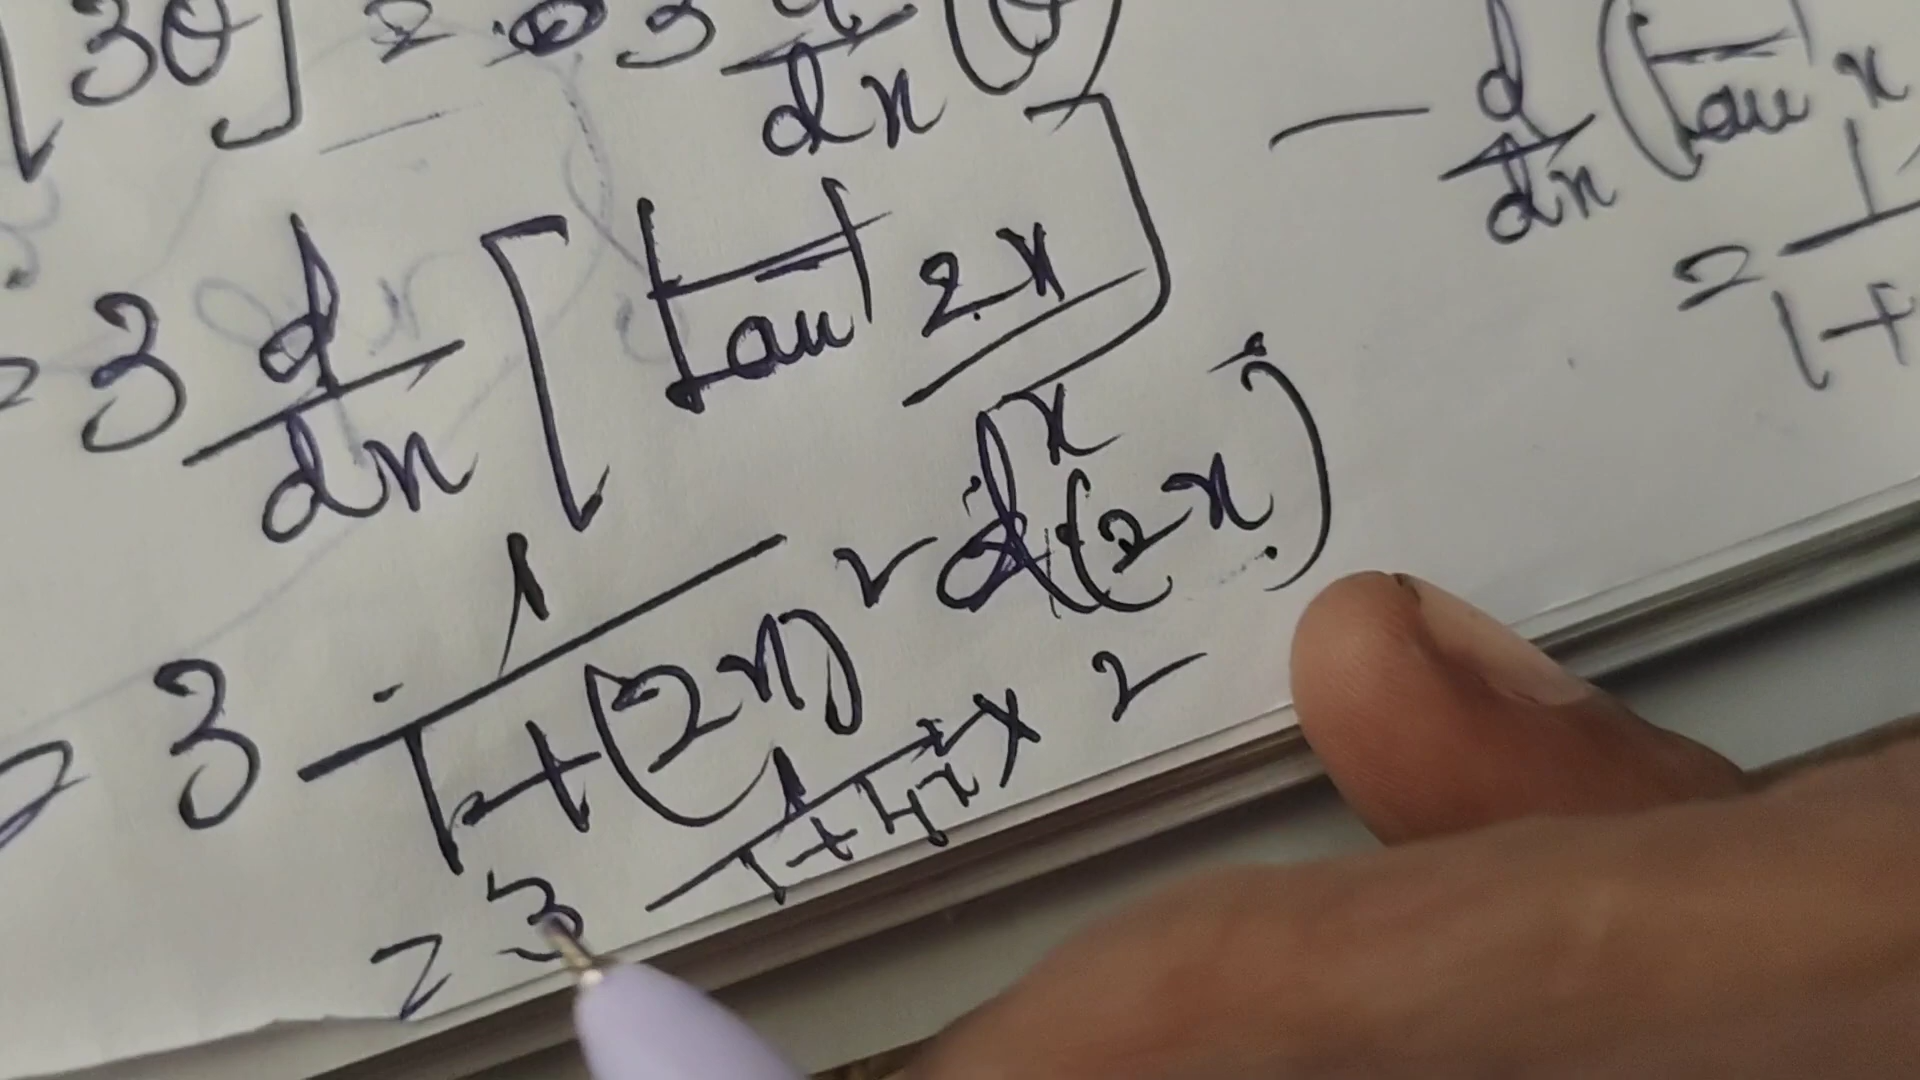 [3θ] = 3 d/dx (θ)
= 3 d/dx [tan⁻¹ 2x]
= 3 1/(1+(2x)²) d/dx (2x)
= 3 1/(1+4x²) × 2
d/dx (tan⁻¹ x
= 1/(1+